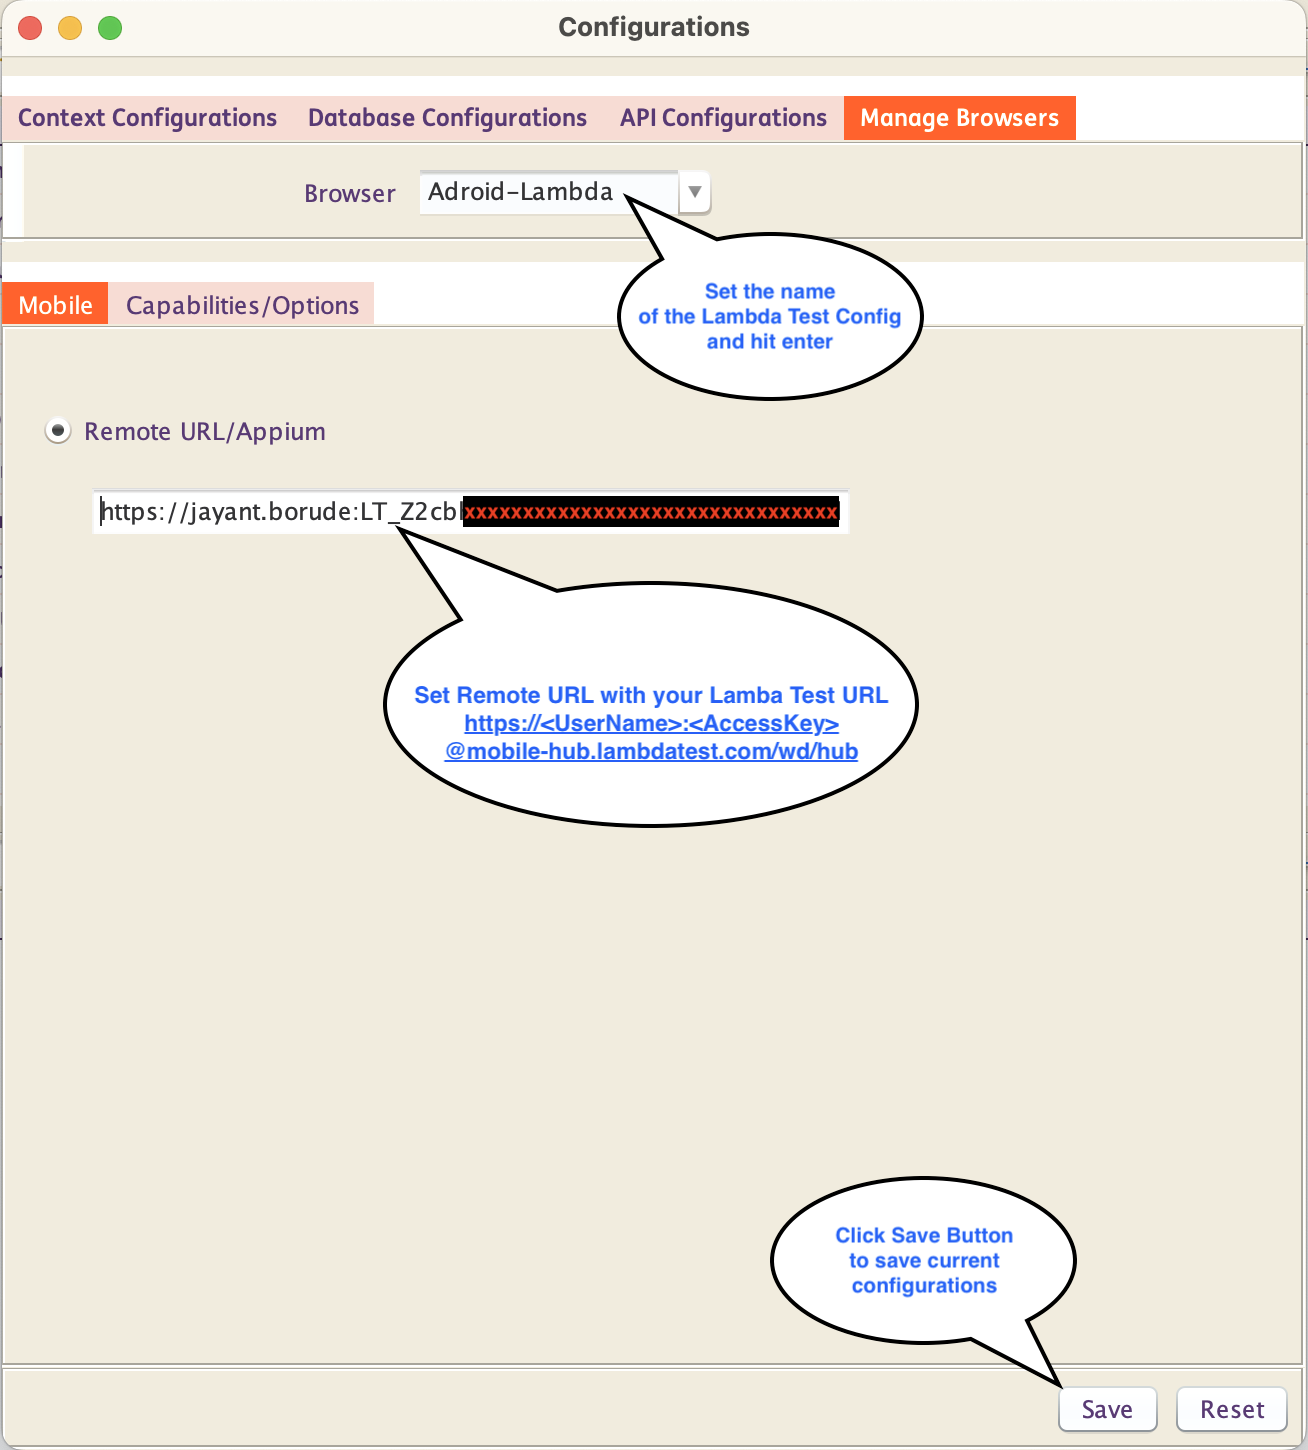 Configurations
Context Configurations Database Configurations API Configurations Manage Browsers
Browser Adroid-Lambda
Set the name
of the Lambda Test Config
and hit enter
Mobile Capabilities/Options
Remote URL/Appium
https://jayant.borude:LT_Z2cblxxxxxxxxxxxxxxxxxxxxxxxxxxxxxxxx
Set Remote URL with your Lamba Test URL
https://<UserName>:<AccessKey>
@mobile-hub.lambdatest.com/wd/hub
Click Save Button
to save current
configurations
Save Reset